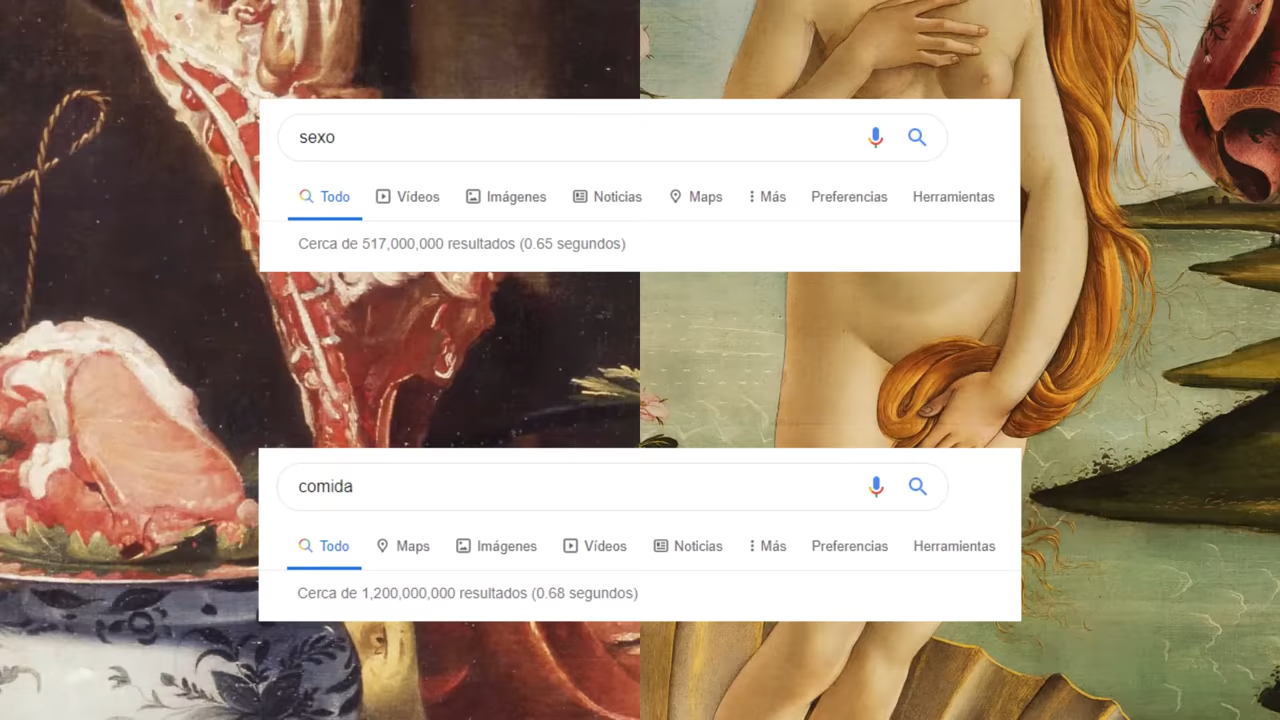 sexo
Todo Vídeos Imágenes Noticias Maps Más Preferencias Herramientas
Cerca de 517,000,000 resultados (0.65 segundos)
comida
Todo Maps Imágenes Vídeos Noticias Más Preferencias Herramientas
Cerca de 1,200,000,000 resultados (0.68 segundos)